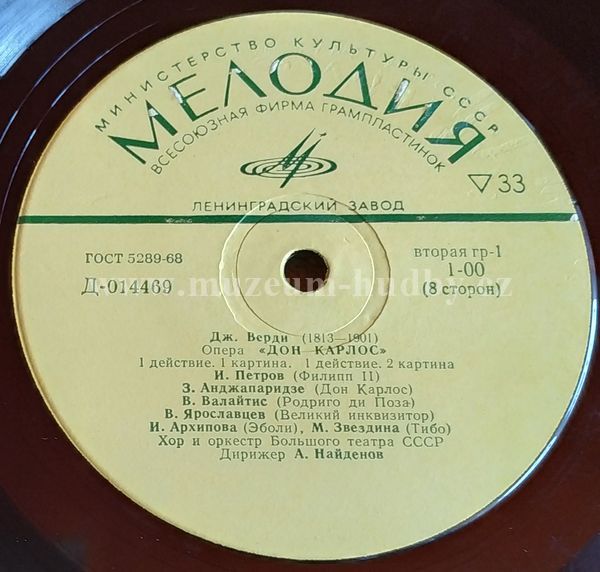 МИНИСТЕРСТВО КУЛЬТУРЫ СССР
МЕЛОДИЯ
ВСЕСОЮЗНАЯ ФИРМА ГРАМПЛАСТИНОК
33
ЛЕНИНГРАДСКИЙ ЗАВОД
ГОСТ 5289-68
вторая гр-1
Д-014469
1-00
(8 сторон)
www.muzeum-hudby.cz
Дж. Верди (1813—1901)
Опера «ДОН КАРЛОС»
1 действие. 1 картина. 1 действие. 2 картина
И. Петров (Филипп II)
З. Анджапаридзе (Дон Карлос)
В. Валайтис (Родриго ди Поза)
В. Ярославцев (Великий инквизитор)
И. Архипова (Эболи), М. Звездина (Тибо)
Хор и оркестр Большого театра СССР
Дирижер А. Найденов